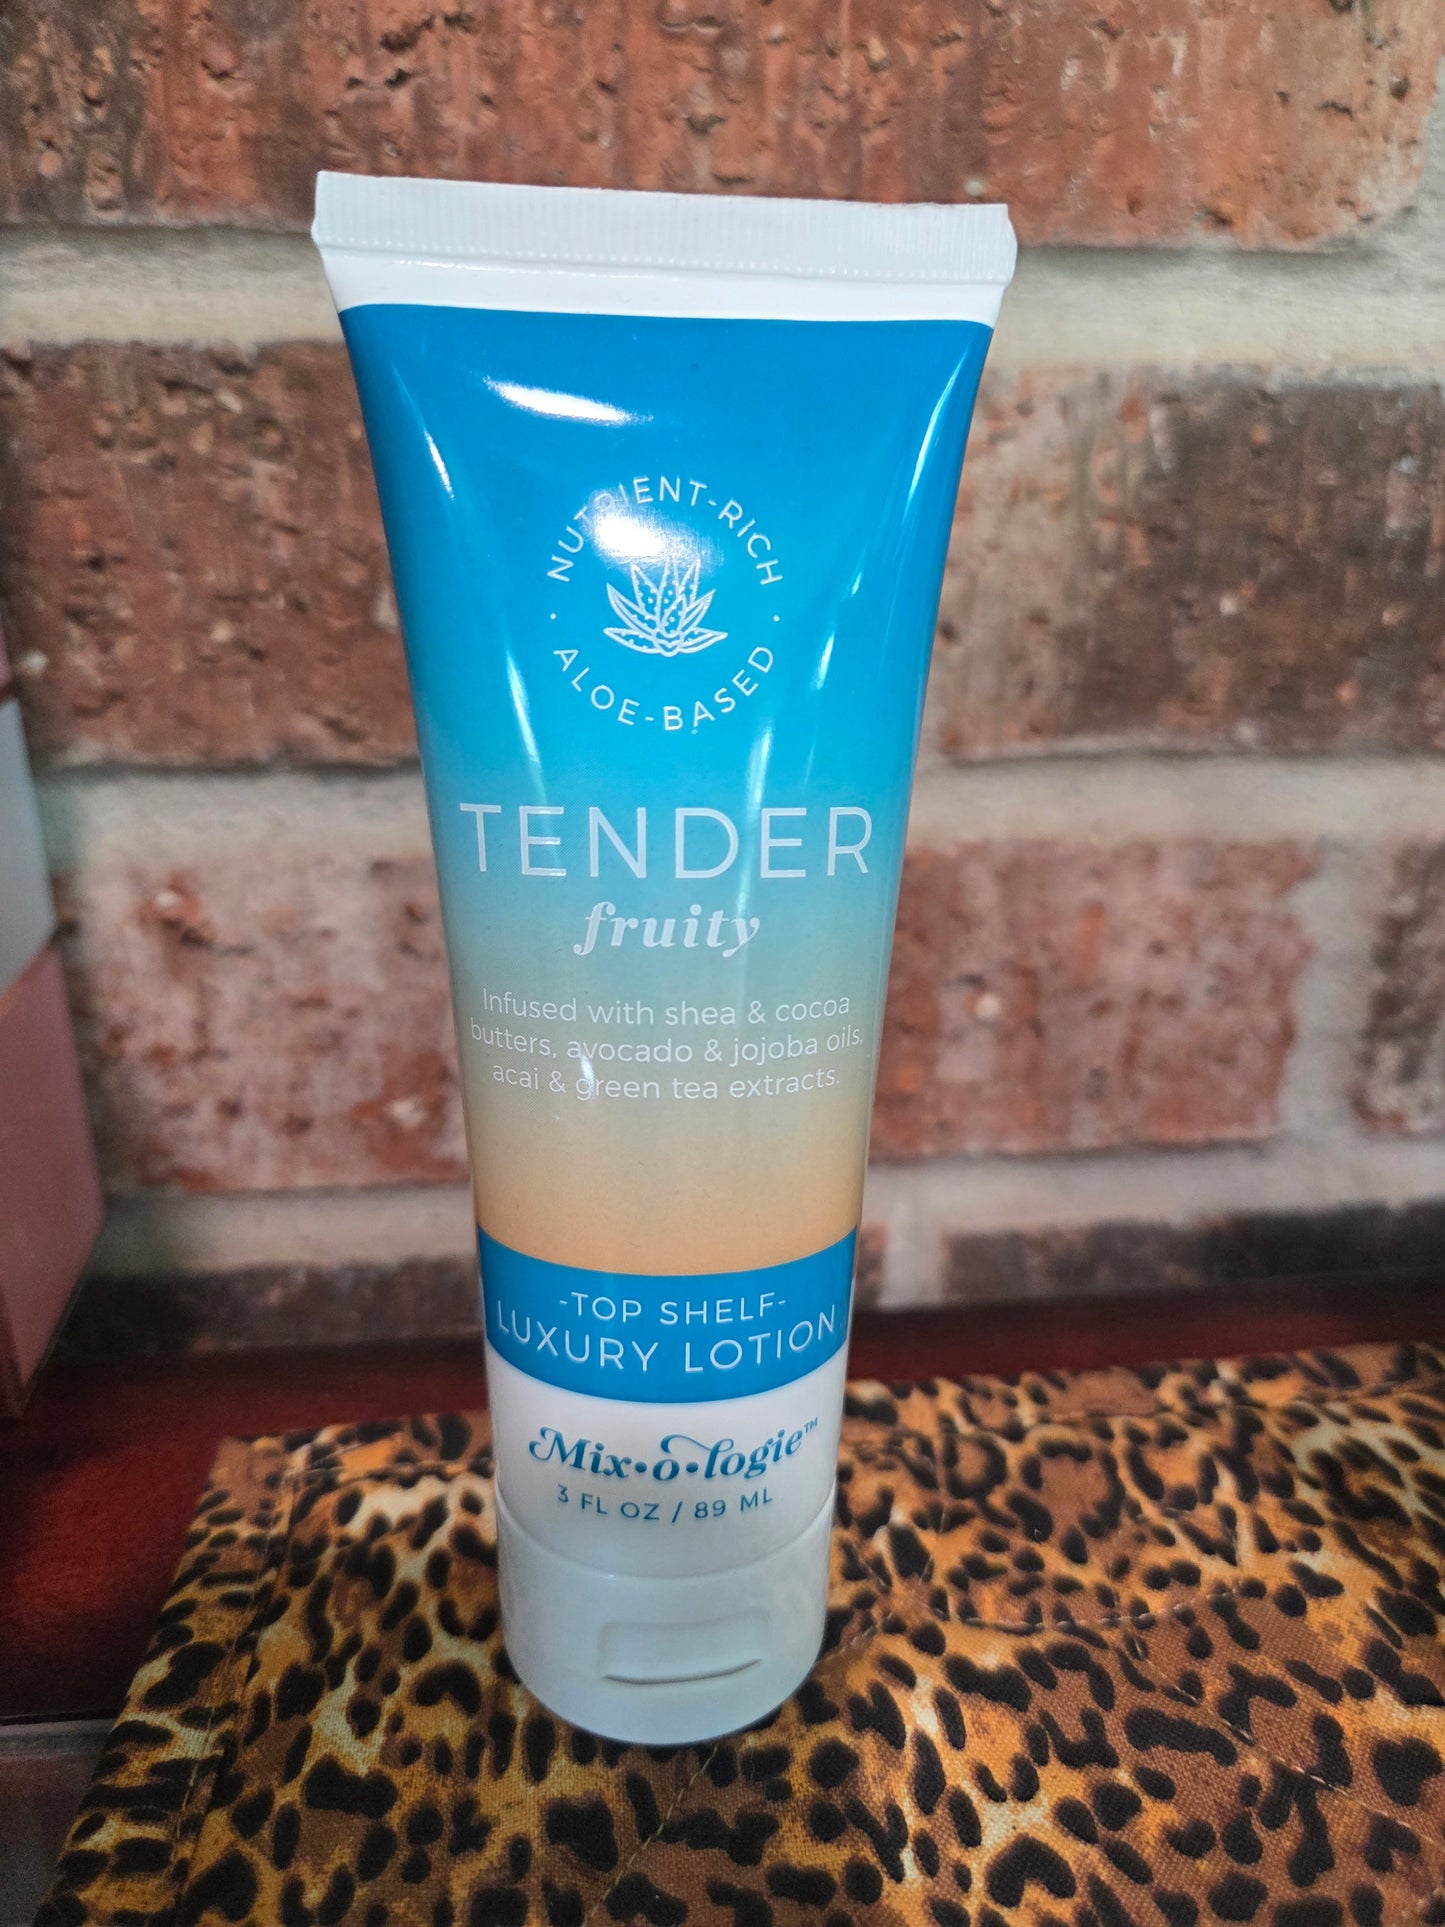 NUTRIENT-RICH
· ALOE-BASED ·
TENDER
fruity
Infused with shea & cocoa
butters, avocado & jojoba oils,
acai & green tea extracts.
-TOP SHELF-
LUXURY LOTION
Mix•o•logie™
3 FL OZ / 89 ML